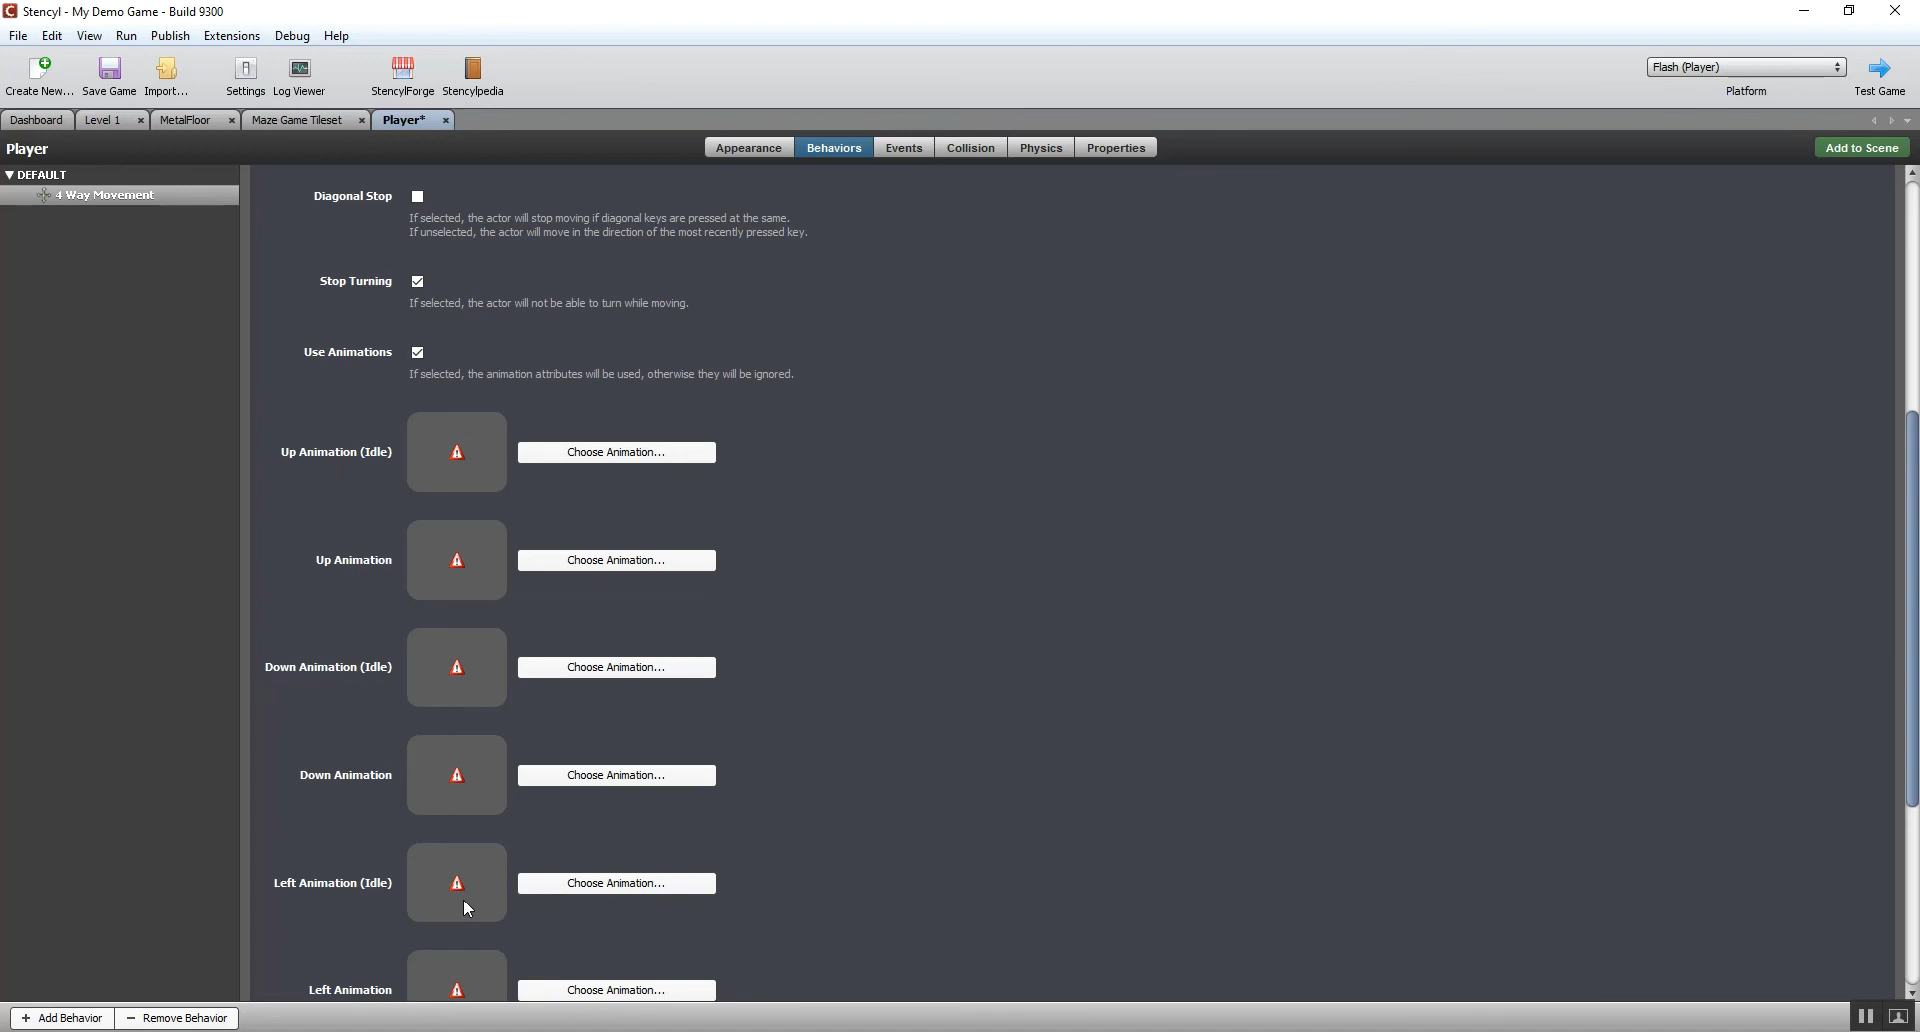 Stencyl - My Demo Game - Build 9300
File Edit View Run Publish Extensions Debug Help
Create New... Save Game Import... Settings Log Viewer StencylForge Stencylpedia
Flash (Player)
Platform
Test Game
Dashboard Level 1 MetalFloor Maze Game Tileset Player*
Player
Appearance Behaviors Events Collision Physics Properties
Add to Scene
DEFAULT
4 Way Movement
Diagonal Stop
If selected, the actor will stop moving if diagonal keys are pressed at the same.
If unselected, the actor will move in the direction of the most recently pressed key.
Stop Turning
If selected, the actor will not be able to turn while moving.
Use Animations
If selected, the animation attributes will be used, otherwise they will be ignored.
Up Animation (Idle) Choose Animation...
Up Animation Choose Animation...
Down Animation (Idle) Choose Animation...
Down Animation Choose Animation...
Left Animation (Idle) Choose Animation...
Left Animation Choose Animation...
+ Add Behavior − Remove Behavior